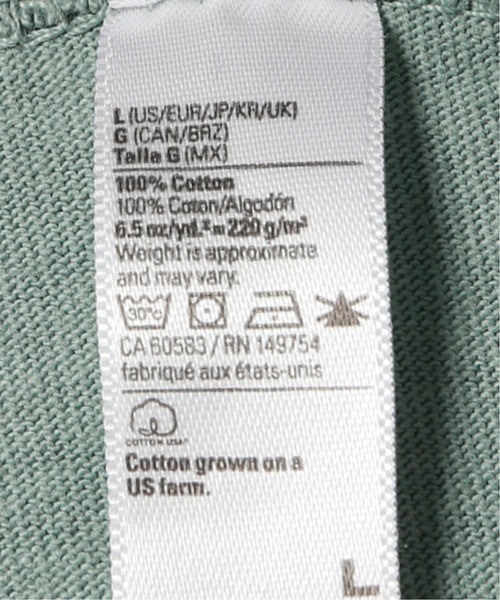 L (US/EUR/JP/KR/UK)
G (CAN/BRZ)
Talla G (MX)
100% Cotton
100% Coton/Algodón
6.5 oz/yd.² = 220 g/m²
Weight is approximate
and may vary.
30°C
CA 60583 / RN 149754
fabriqué aux états-unis
COTTON USA
Cotton grown on a
US farm.
L